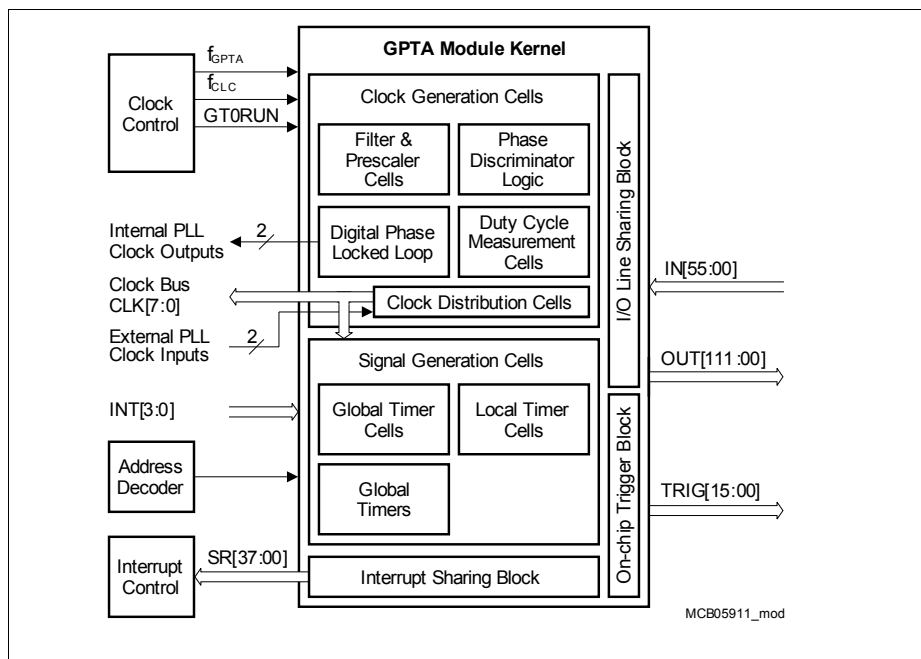 GPTA Module Kernel
fGPTA
fCLC
GT0RUN
Clock
Control
Clock Generation Cells
Filter &
Prescaler
Cells
Phase
Discriminator
Logic
Internal PLL
Clock Outputs
2
Digital Phase
Locked Loop
Duty Cycle
Measurement
Cells
Clock Bus
CLK[7:0]
Clock Distribution Cells
External PLL
Clock Inputs
2
I/O Line Sharing Block
IN[55:00]
OUT[111:00]
Signal Generation Cells
INT[3:0]
Global Timer
Cells
Local Timer
Cells
Address
Decoder
Global
Timers
On-chip Trigger Block
TRIG[15:00]
Interrupt
Control
SR[37:00]
Interrupt Sharing Block
MCB05911_mod